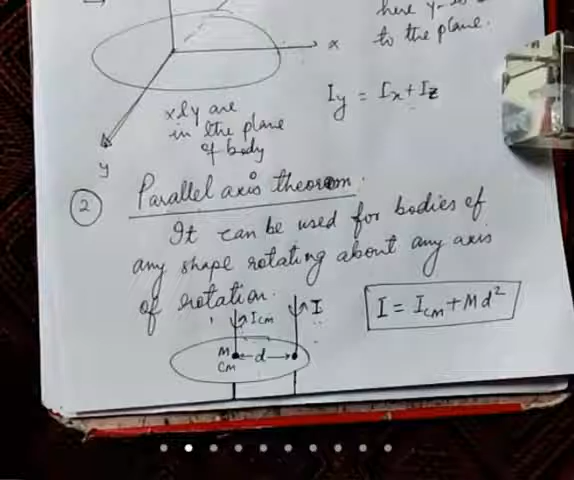 here y-
to the plane.
x
Iy = Ix + Iz
x & y are
in the plane
of body
y
② Parallel axis theorem.
It can be used for bodies of
any shape rotating about any axis
of rotation.
Icm I
I = Icm + Md²
M d
CM